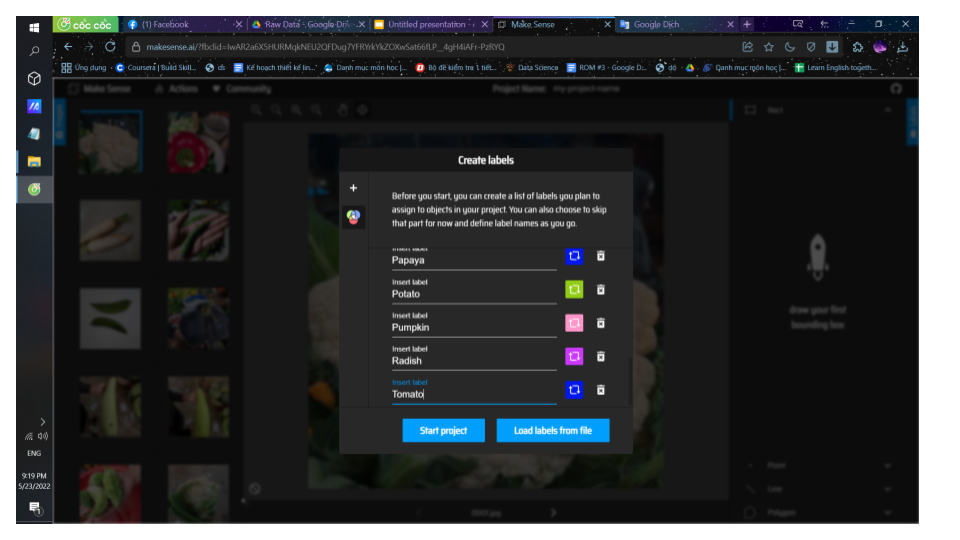 cốc cốc
(1) Facebook
Raw Data - Google Dri
Untitled presentation -
Make Sense
Google Dịch
makesense.ai/?fbclid=IwAR2a6X5HURMqkNEU2QFDug7YFRYrkYkZOXwSat66fLP__4gH4iAFr-PzRYQ
Ứng dụng
Coursera | Build Skill...
ds
Kế hoạch thiết kế lin...
Danh mục môn học |...
Bộ đề kiểm tra 1 tiết...
Data Science
ROM #3 - Google D...
dó
Danh mục môn học |...
Learn English togeth...
Make Sense
Actions
Community
Project Name: my-project-name
Rect
Create labels
Before you start, you can create a list of labels you plan to
assign to objects in your project. You can also choose to skip
that part for now and define label names as you go.
Insert label
Papaya
Insert label
Potato
Insert label
Pumpkin
Insert label
Radish
Insert label
Tomato
Start project
Load labels from file
draw your first
bounding box
Point
Line
Polygon
0001.jpg
ENG
9:19 PM
5/23/2022